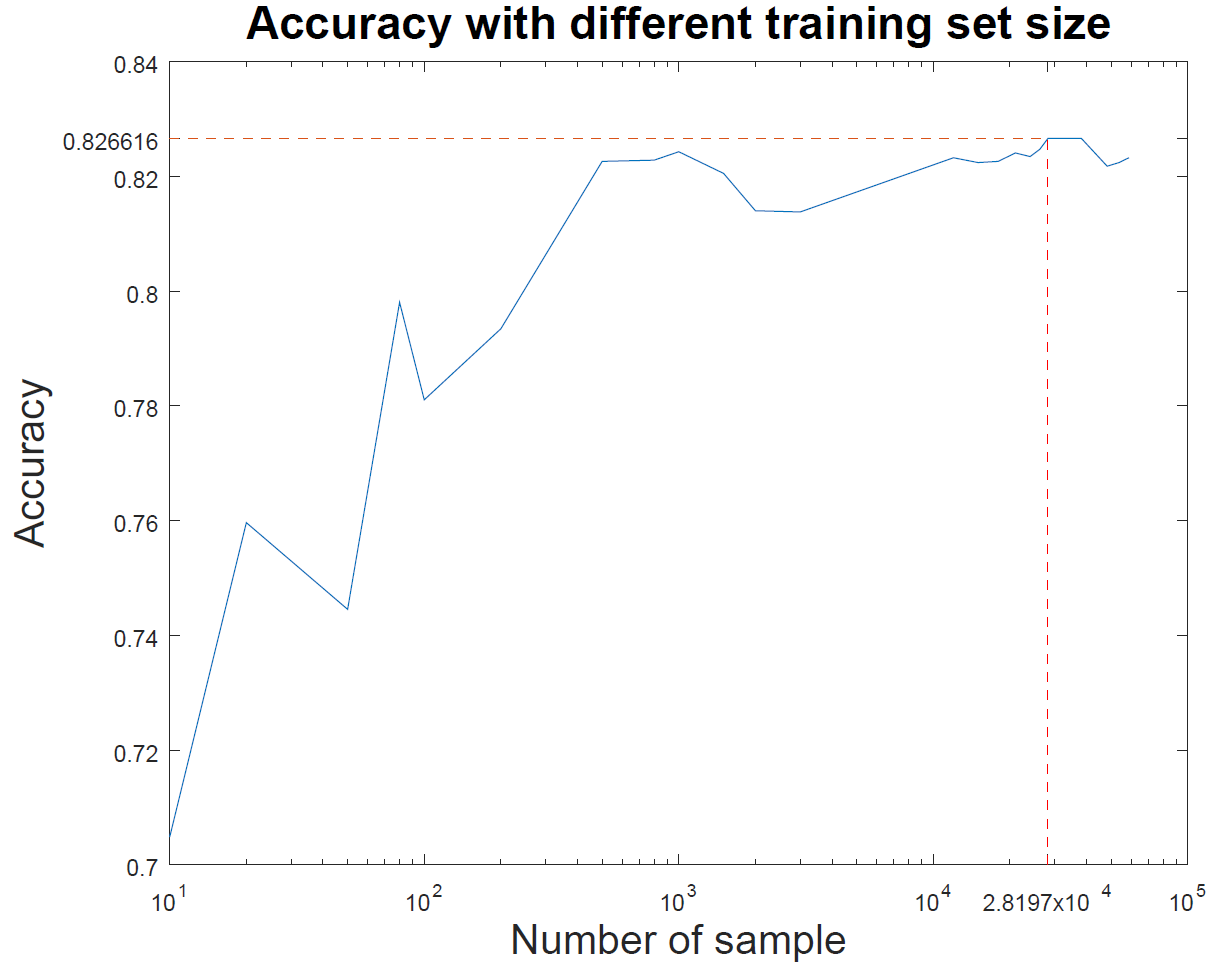 Accuracy with different training set size
0.84
0.826616
0.82
0.8
0.78
0.76
0.74
0.72
0.7
Accuracy
10^1 10^2 10^3 10^4 2.8197x10^4 10^5
Number of sample